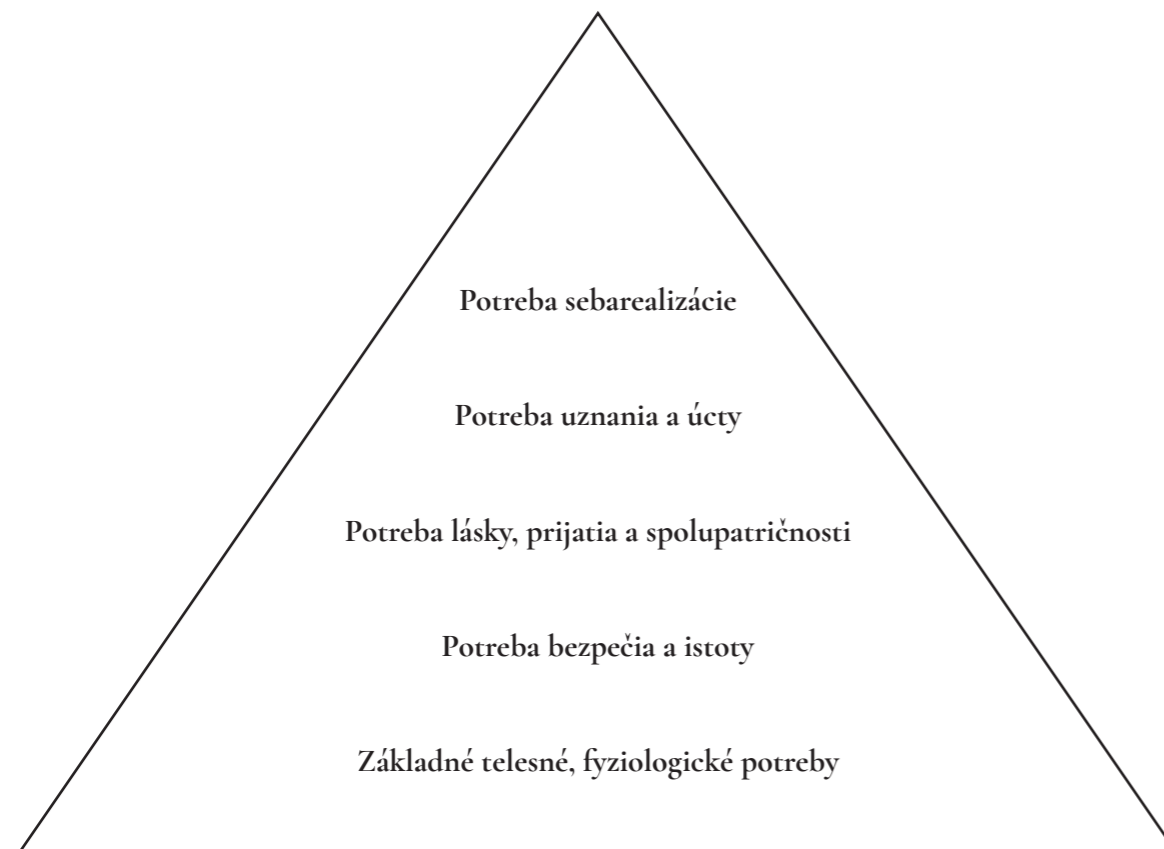 Potreba sebarealizácie
Potreba uznania a úcty
Potreba lásky, prijatia a spolupatričnosti
Potreba bezpečia a istoty
Základné telesné, fyziologické potreby